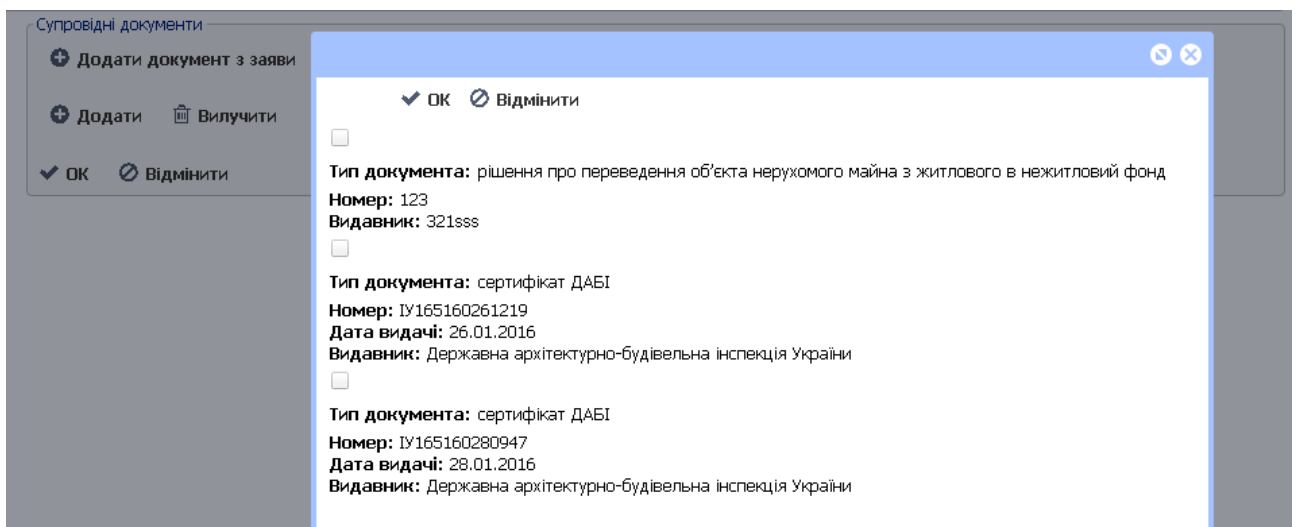 Супровідні документи
Додати документ з заяви
Додати Вилучити
ОК Відмінити
ОК Відмінити
Тип документа: рішення про переведення об'єкта нерухомого майна з житлового в нежитловий фонд
Номер: 123
Видавник: 321sss
Тип документа: сертифікат ДАБІ
Номер: ІУ165160261219
Дата видачі: 26.01.2016
Видавник: Державна архітектурно-будівельна інспекція України
Тип документа: сертифікат ДАБІ
Номер: ІУ165160280947
Дата видачі: 28.01.2016
Видавник: Державна архітектурно-будівельна інспекція України